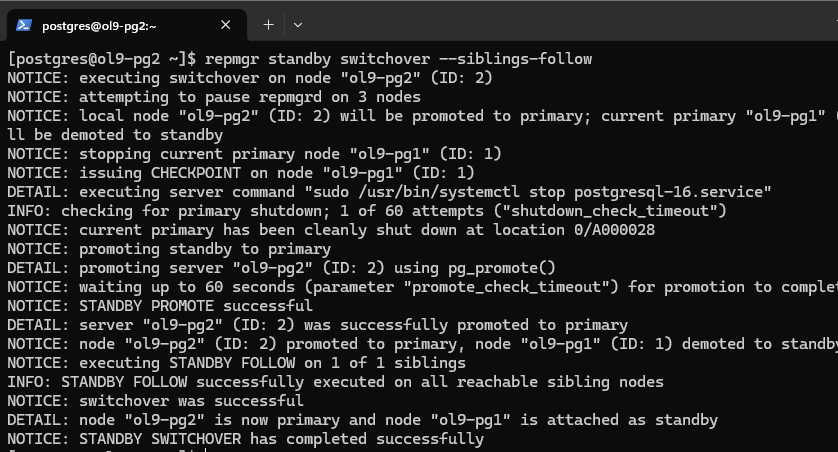 postgres@ol9-pg2:~
[postgres@ol9-pg2 ~]$ repmgr standby switchover --siblings-follow
NOTICE: executing switchover on node "ol9-pg2" (ID: 2)
NOTICE: attempting to pause repmgrd on 3 nodes
NOTICE: local node "ol9-pg2" (ID: 2) will be promoted to primary; current primary "ol9-pg1" (
ll be demoted to standby
NOTICE: stopping current primary node "ol9-pg1" (ID: 1)
NOTICE: issuing CHECKPOINT on node "ol9-pg1" (ID: 1)
DETAIL: executing server command "sudo /usr/bin/systemctl stop postgresql-16.service"
INFO: checking for primary shutdown; 1 of 60 attempts ("shutdown_check_timeout")
NOTICE: current primary has been cleanly shut down at location 0/A000028
NOTICE: promoting standby to primary
DETAIL: promoting server "ol9-pg2" (ID: 2) using pg_promote()
NOTICE: waiting up to 60 seconds (parameter "promote_check_timeout") for promotion to complet
NOTICE: STANDBY PROMOTE successful
DETAIL: server "ol9-pg2" (ID: 2) was successfully promoted to primary
NOTICE: node "ol9-pg2" (ID: 2) promoted to primary, node "ol9-pg1" (ID: 1) demoted to standby
NOTICE: executing STANDBY FOLLOW on 1 of 1 siblings
INFO: STANDBY FOLLOW successfully executed on all reachable sibling nodes
NOTICE: switchover was successful
DETAIL: node "ol9-pg2" is now primary and node "ol9-pg1" is attached as standby
NOTICE: STANDBY SWITCHOVER has completed successfully